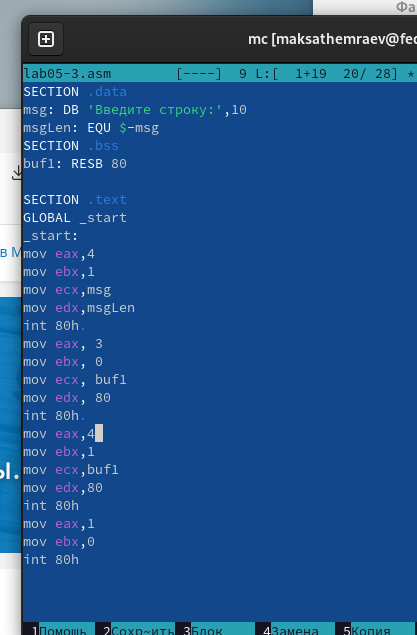 Фа
mc [maksathemraev@fed
lab05-3.asm [----] 9 L:[ 1+19 20/ 28] *
SECTION .data
msg: DB 'Введите строку:',10
msgLen: EQU $-msg
SECTION .bss
buf1: RESB 80
SECTION .text
GLOBAL _start
_start:
mov eax,4
mov ebx,1
mov ecx,msg
mov edx,msgLen
int 80h.
mov eax, 3
mov ebx, 0
mov ecx, buf1
mov edx, 80
int 80h.
mov eax,4
mov ebx,1
mov ecx,buf1
mov edx,80
int 80h
mov eax,1
mov ebx,0
int 80h
в М
ы.
1Помощь 2Сохр~ить 3Блок 4Замена 5Копия